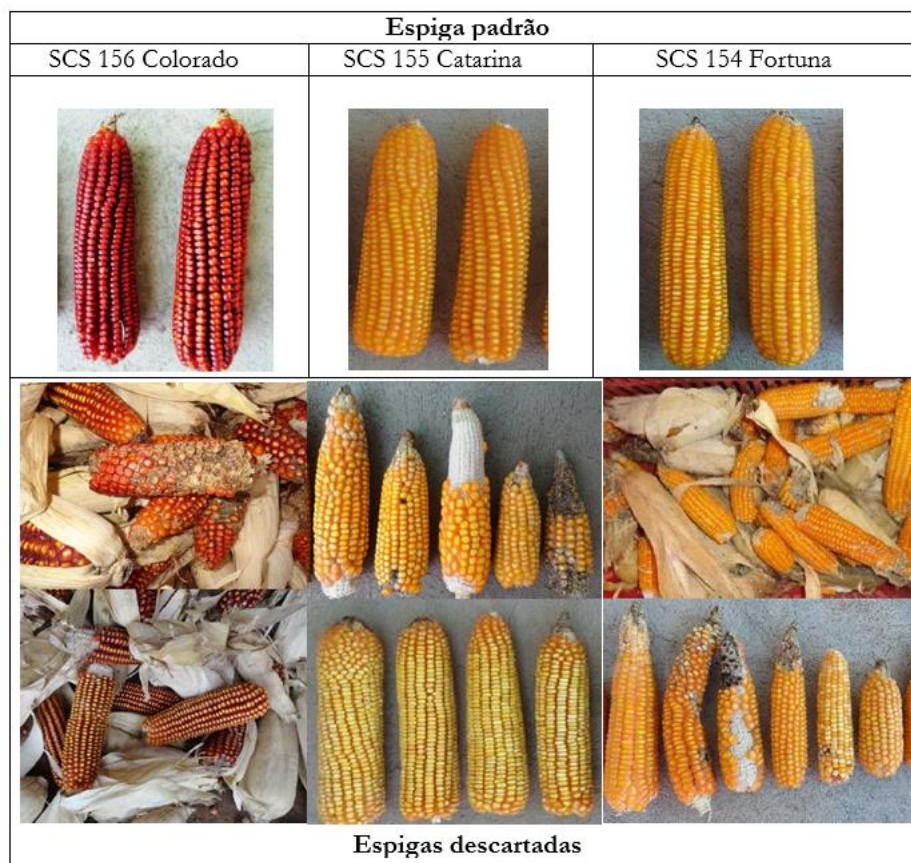 Espiga padrão
SCS 156 Colorado
SCS 155 Catarina
SCS 154 Fortuna
Espigas descartadas